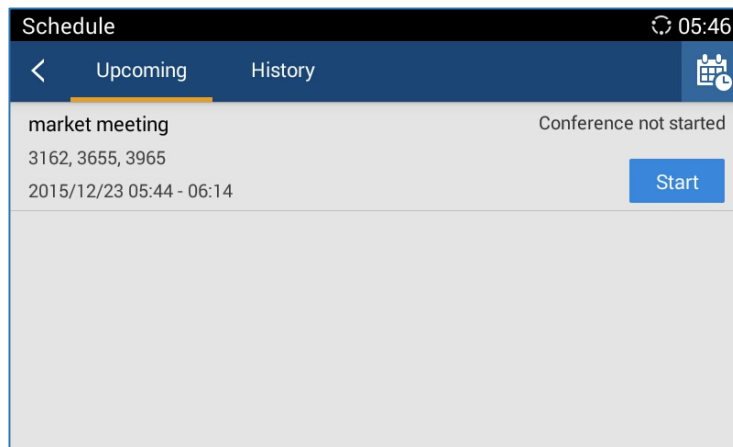 Schedule 05:46
Upcoming History
market meeting Conference not started
3162, 3655, 3965
2015/12/23 05:44 - 06:14 Start